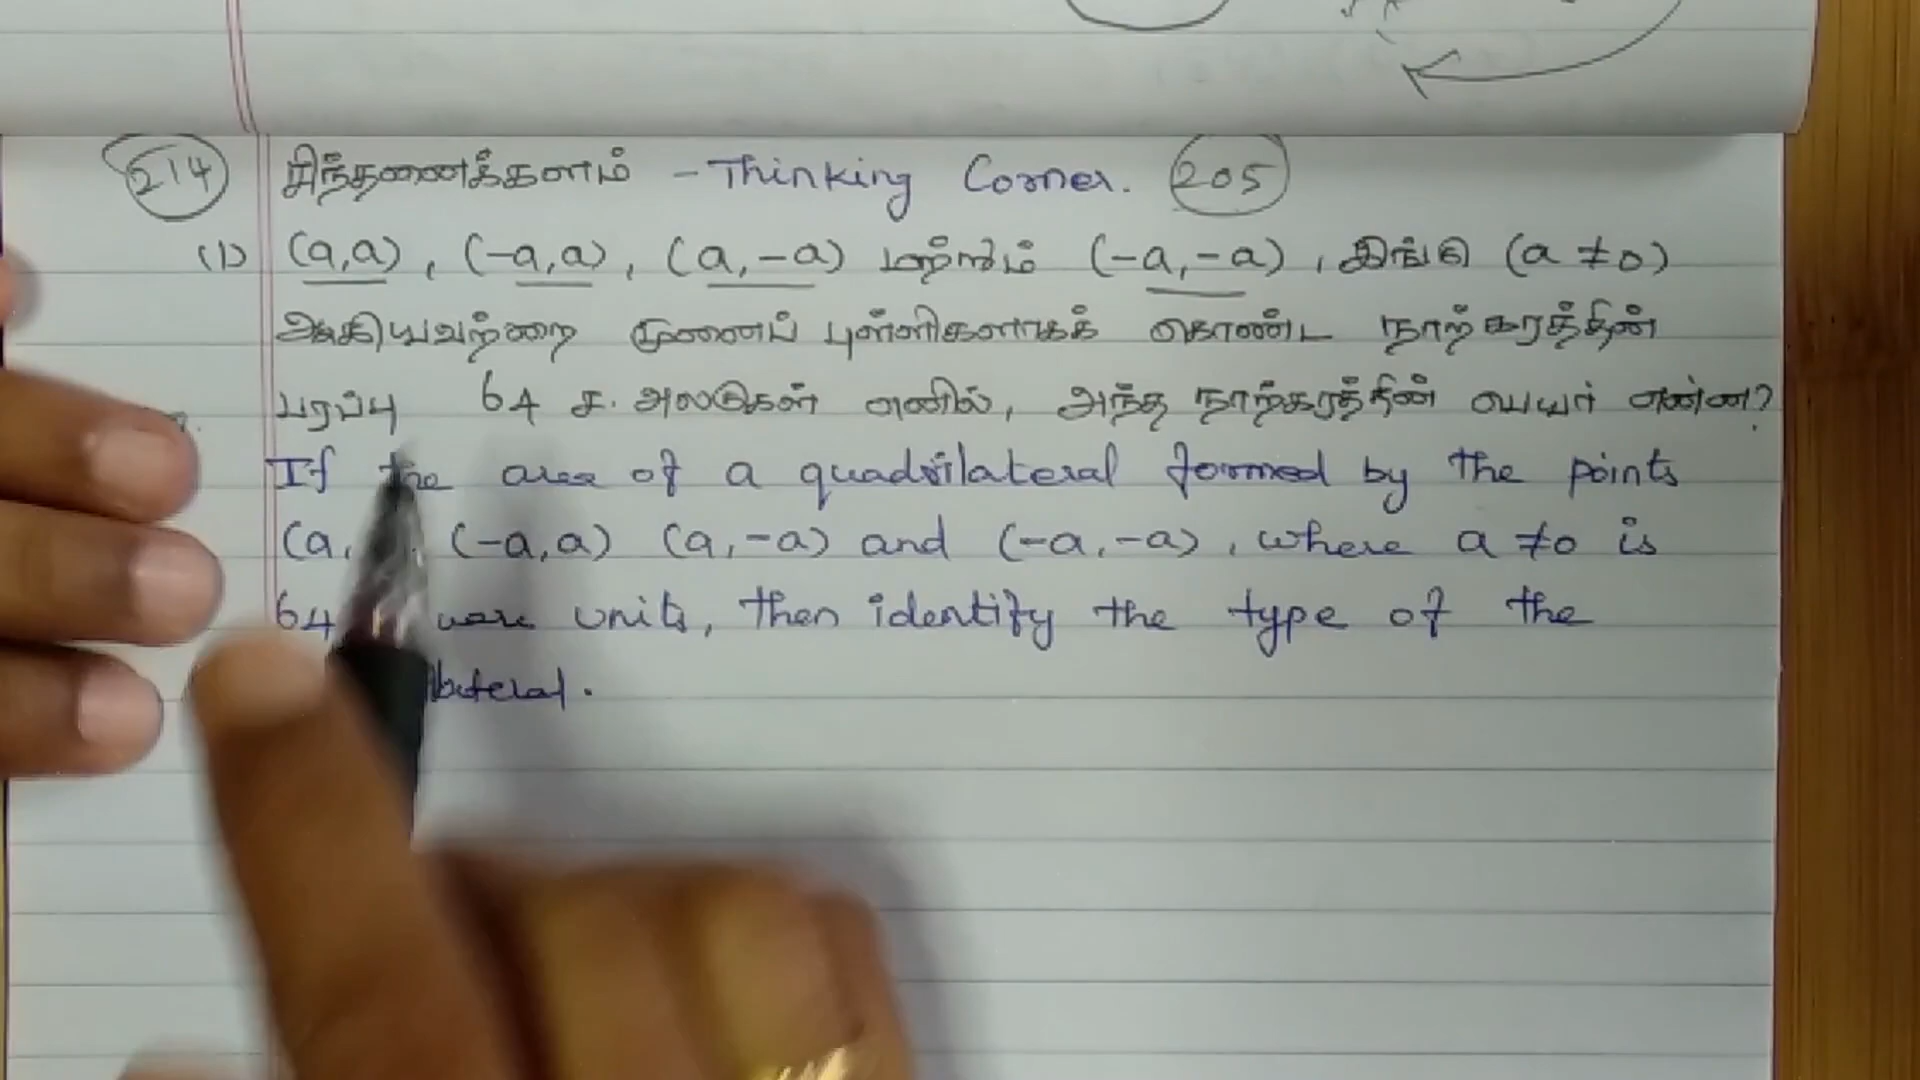 214 சிந்தனைக்களம் - Thinking Corner. 205
(1) (a,a), (-a,a), (a,-a) மற்றும் (-a,-a), இங்கு (a ≠ 0)
ஆகியவற்றை முனைப் புள்ளிகளாகக் கொண்ட நாற்கரத்தின்
பரப்பு 64 ச. அலகுகள் எனில், அந்த நாற்கரத்தின் பெயர் என்ன?
If the area of a quadrilateral formed by the points
(a, (-a,a) (a,-a) and (-a,-a), where a ≠0 is
64 units, then identify the type of the